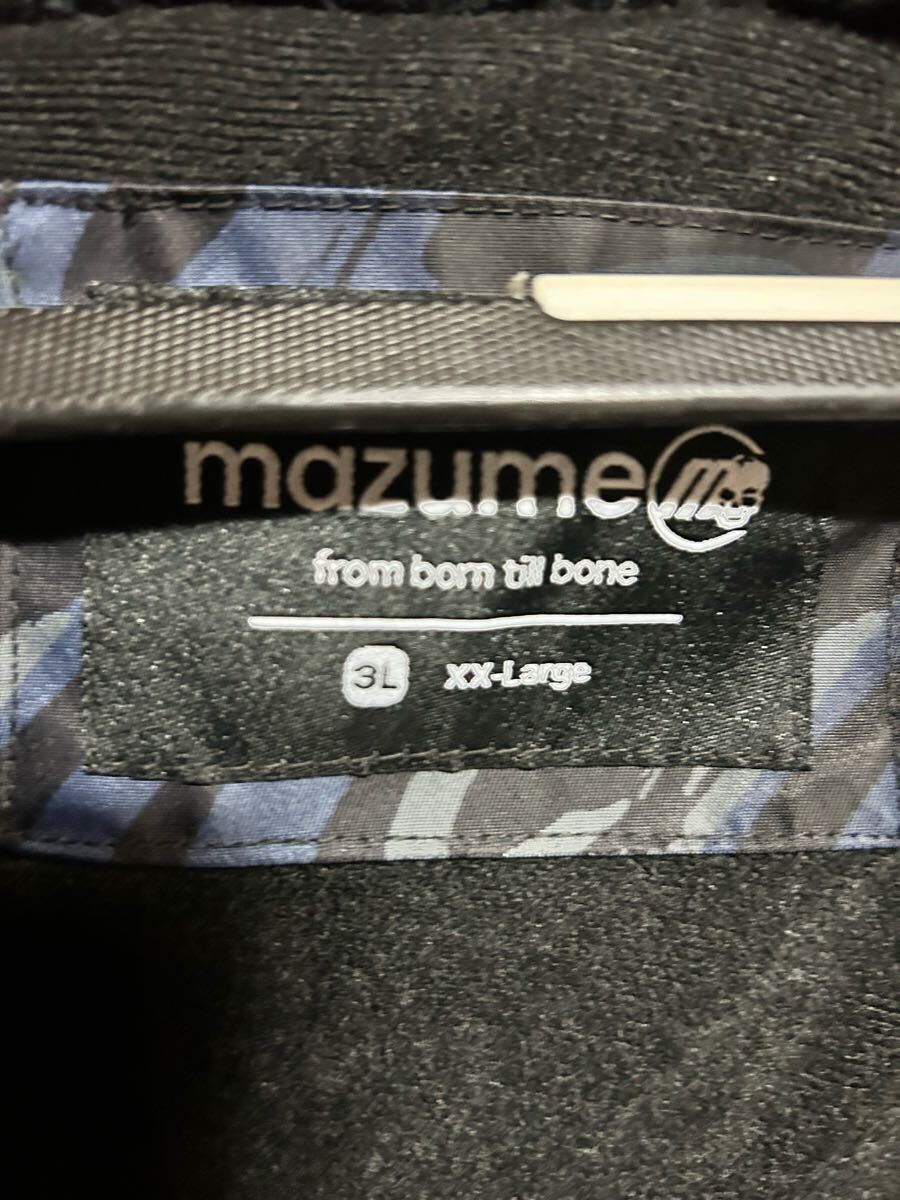 mazume
from born till bone
3L XX-Large